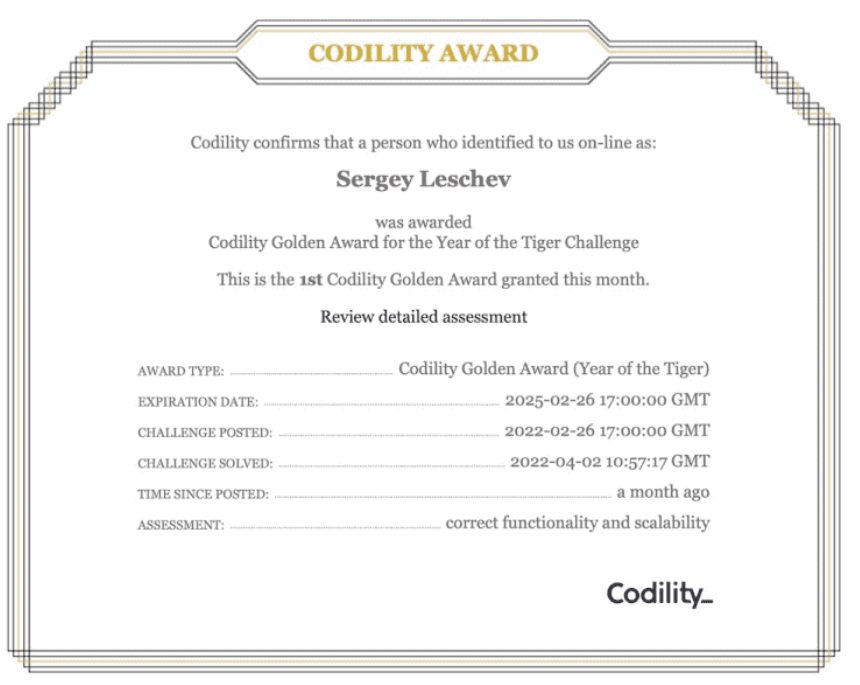 CODILITY AWARD
Codility confirms that a person who identified to us on-line as:
Sergey Leschev
was awarded
Codility Golden Award for the Year of the Tiger Challenge
This is the 1st Codility Golden Award granted this month.
Review detailed assessment
AWARD TYPE: Codility Golden Award (Year of the Tiger)
EXPIRATION DATE: 2025-02-26 17:00:00 GMT
CHALLENGE POSTED: 2022-02-26 17:00:00 GMT
CHALLENGE SOLVED: 2022-04-02 10:57:17 GMT
TIME SINCE POSTED: a month ago
ASSESSMENT: correct functionality and scalability
Codility_